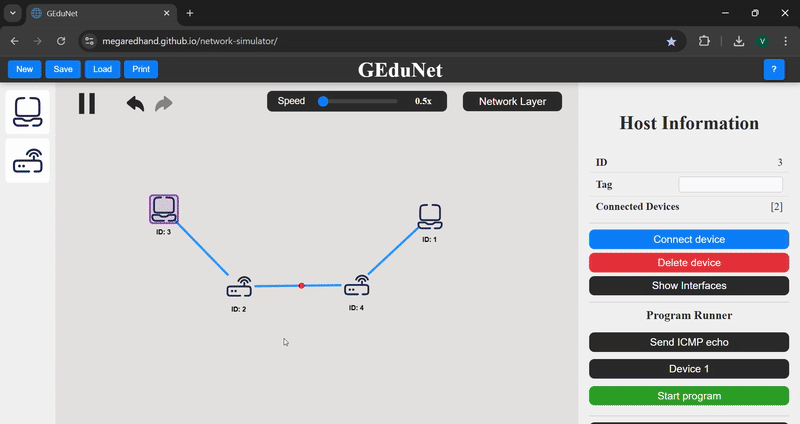 GEduNet
megaredhand.github.io/network-simulator/
V
New Save Load Print
GEduNet
?
Speed 0.5x
Network Layer
ID: 3
ID: 1
ID: 2
ID: 4
Host Information
ID 3
Tag
Connected Devices [2]
Connect device
Delete device
Show Interfaces
Program Runner
Send ICMP echo
Device 1
Start program